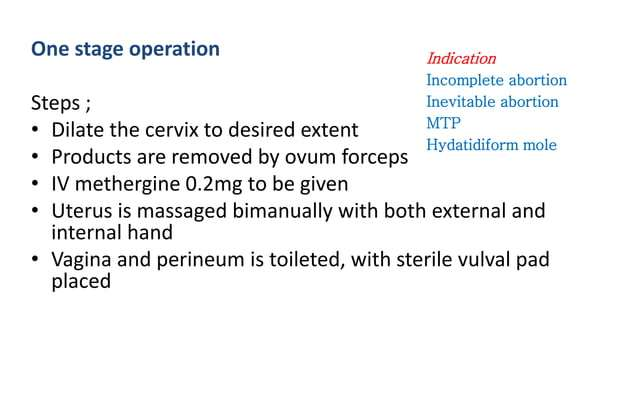 One stage operation
Indication
Incomplete abortion
Inevitable abortion
MTP
Hydatidiform mole
Steps ;
• Dilate the cervix to desired extent
• Products are removed by ovum forceps
• IV methergine 0.2mg to be given
• Uterus is massaged bimanually with both external and
internal hand
• Vagina and perineum is toileted, with sterile vulval pad
placed